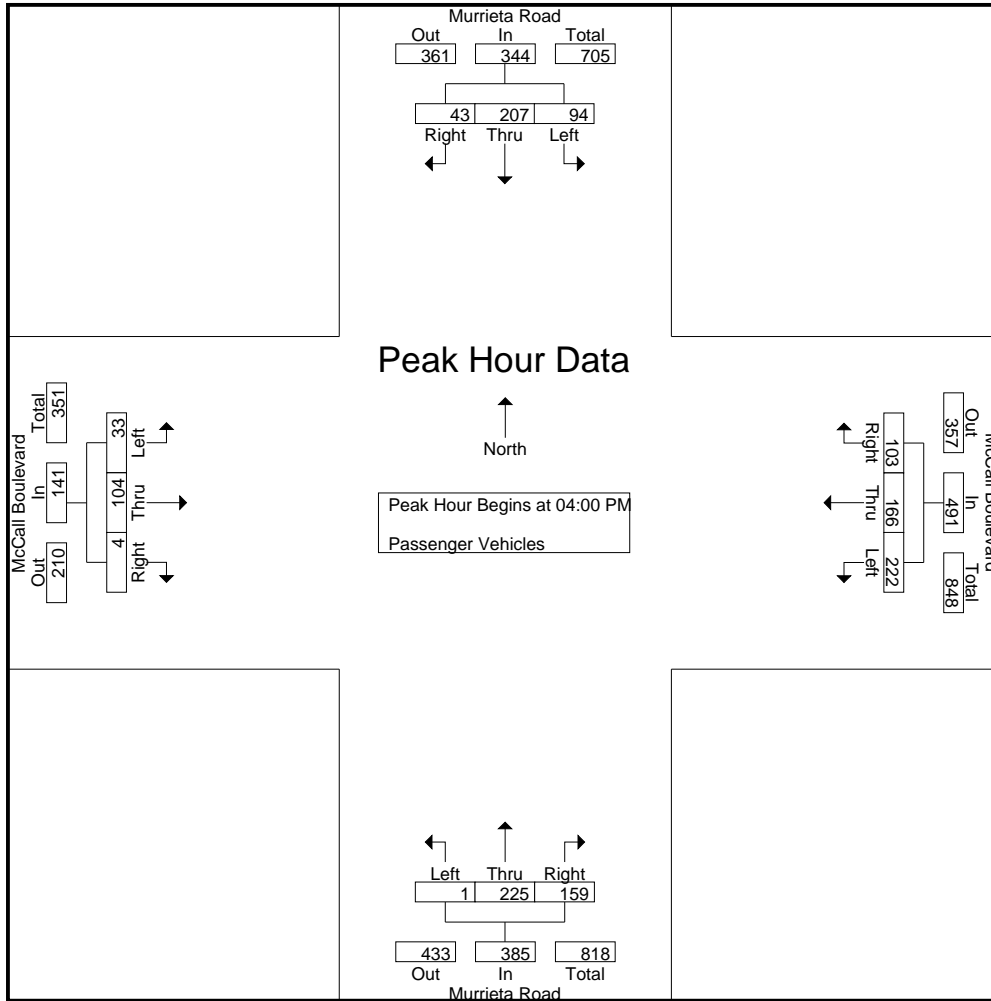 Murrieta Road
Out In Total
361 344 705
43 207 94
Right Thru Left
Peak Hour Data
North
Peak Hour Begins at 04:00 PM
Passenger Vehicles
McCall Boulevard
Out In Total
210 141 351
Right Thru Left
4 104 33
McCall Boulevard
Out In Total
357 491 848
103 166 222
Right Thru Left
Left Thru Right
1 225 159
433 385 818
Out In Total
Murrieta Road